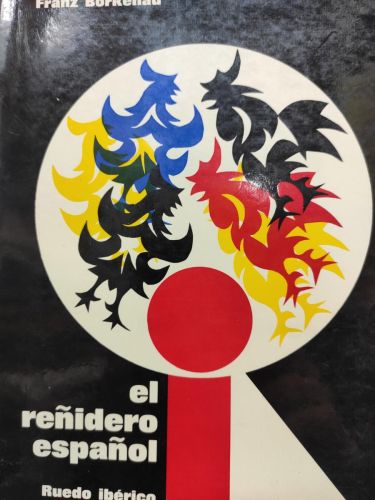 Franz Borkenau
el
reñidero
español
Ruedo ibérico